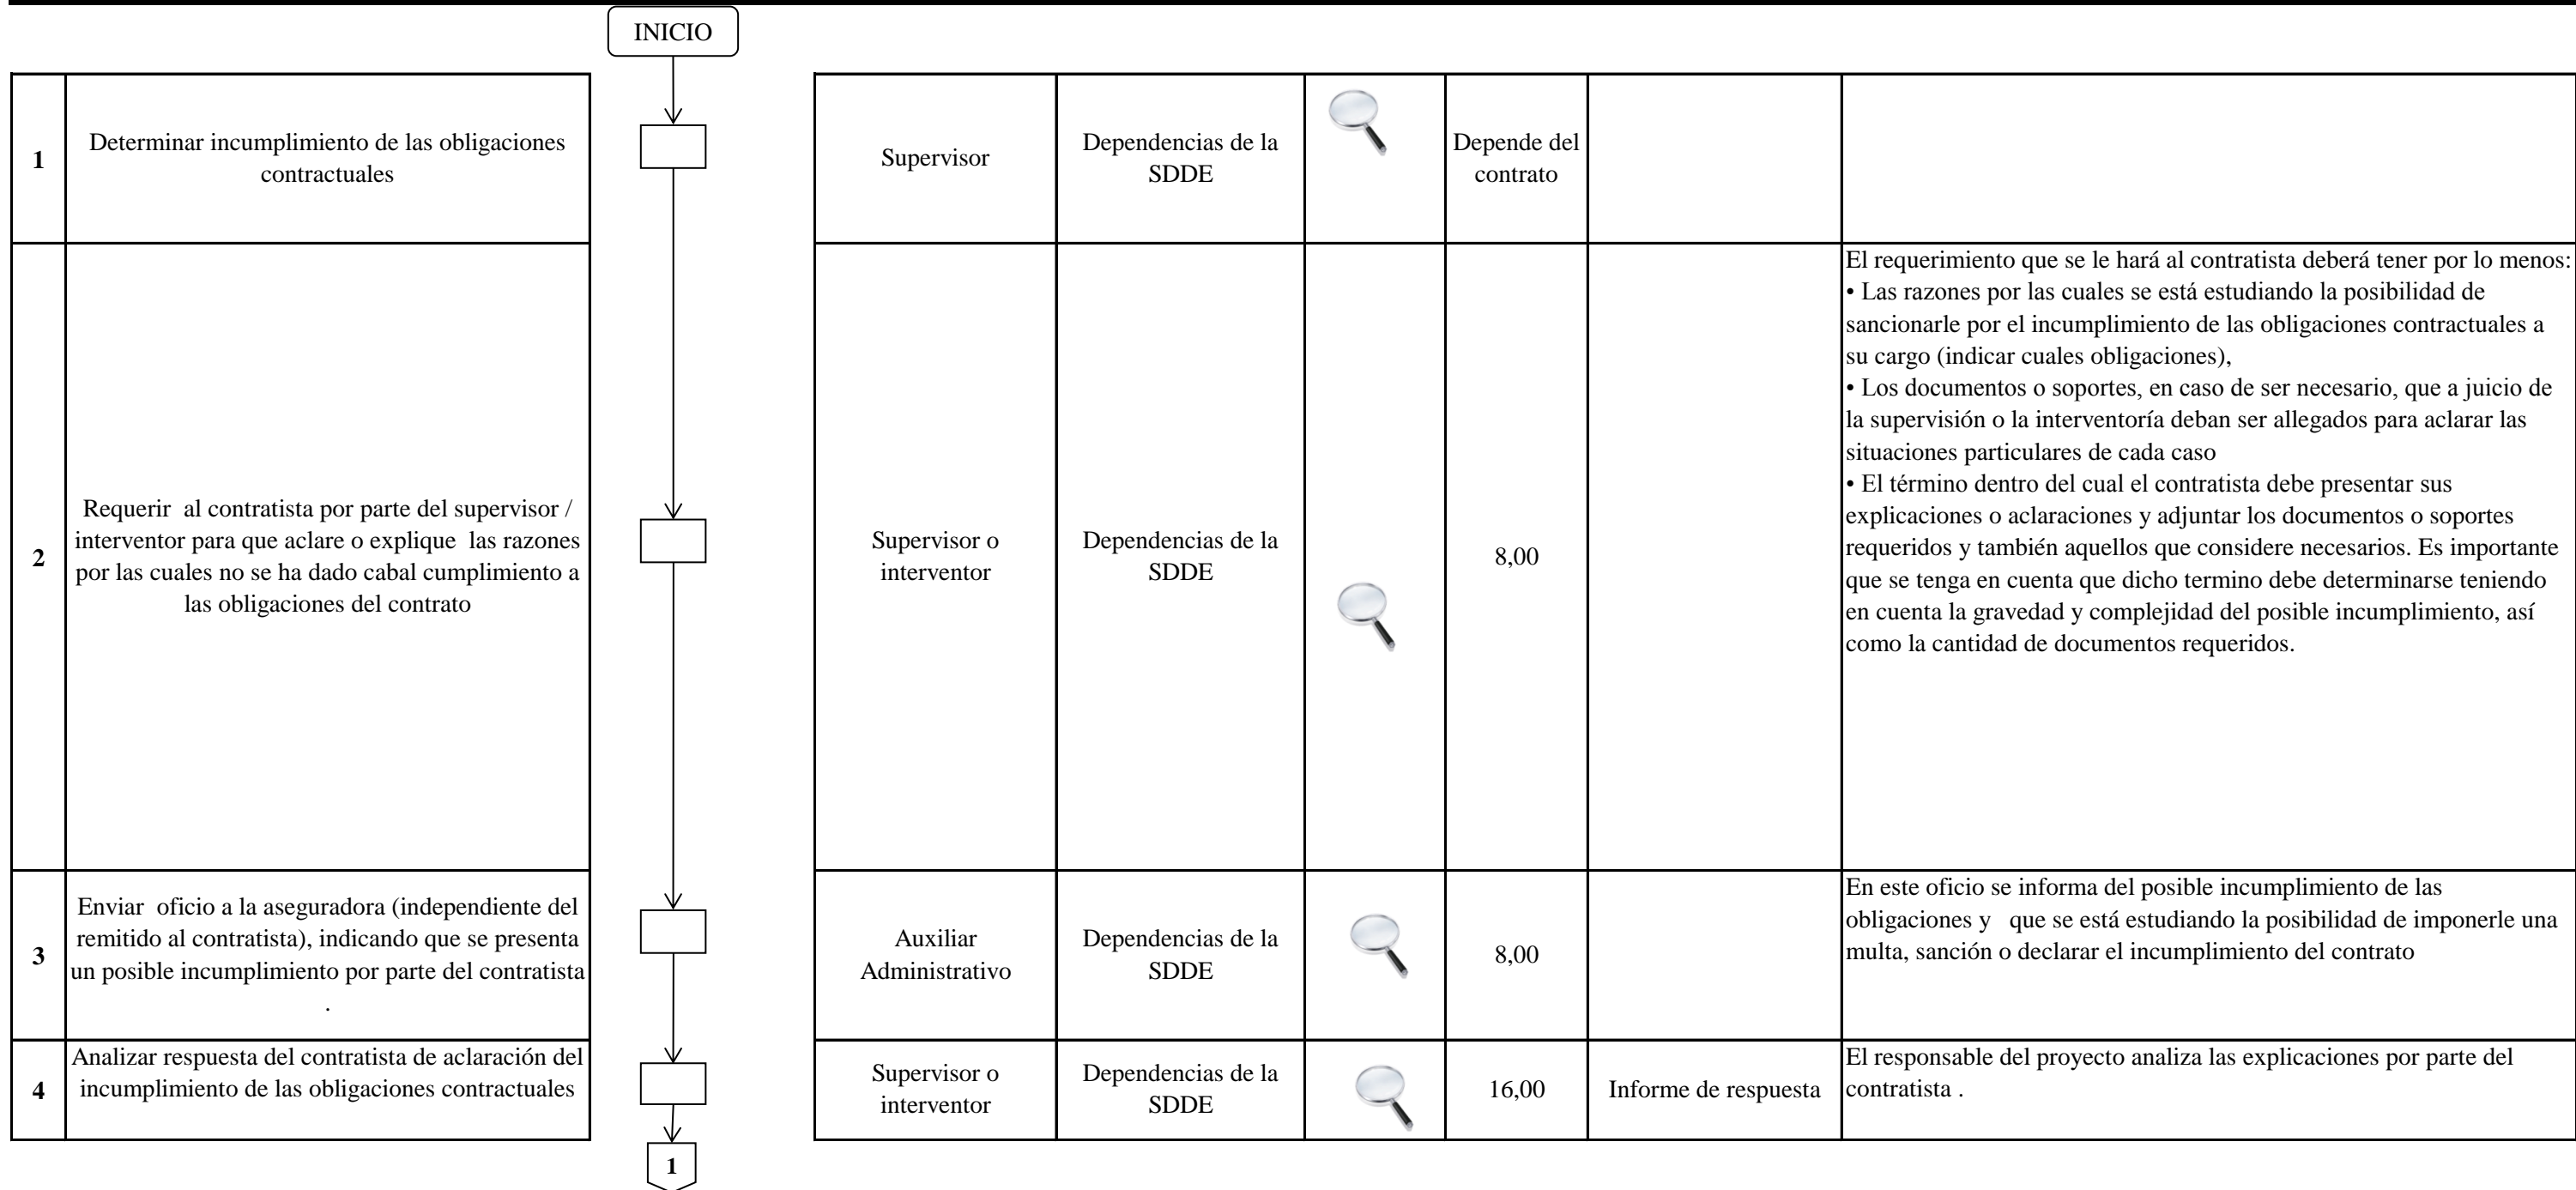 INICIO
1
Determinar incumplimiento de las obligaciones
contractuales
Supervisor
Dependencias de la
SDDE
Depende del
contrato
2
Requerir al contratista por parte del supervisor /
interventor para que aclare o explique las razones
por las cuales no se ha dado cabal cumplimiento a
las obligaciones del contrato
Supervisor o
interventor
Dependencias de la
SDDE
8,00
El requerimiento que se le hará al contratista deberá tener por lo menos:
• Las razones por las cuales se está estudiando la posibilidad de
sancionarle por el incumplimiento de las obligaciones contractuales a
su cargo (indicar cuales obligaciones),
• Los documentos o soportes, en caso de ser necesario, que a juicio de
la supervisión o la interventoría deban ser allegados para aclarar las
situaciones particulares de cada caso
• El término dentro del cual el contratista debe presentar sus
explicaciones o aclaraciones y adjuntar los documentos o soportes
requeridos y también aquellos que considere necesarios. Es importante
que se tenga en cuenta que dicho termino debe determinarse teniendo
en cuenta la gravedad y complejidad del posible incumplimiento, así
como la cantidad de documentos requeridos.
3
Enviar oficio a la aseguradora (independiente del
remitido al contratista), indicando que se presenta
un posible incumplimiento por parte del contratista
.
Auxiliar
Administrativo
Dependencias de la
SDDE
8,00
En este oficio se informa del posible incumplimiento de las
obligaciones y que se está estudiando la posibilidad de imponerle una
multa, sanción o declarar el incumplimiento del contrato
4
Analizar respuesta del contratista de aclaración del
incumplimiento de las obligaciones contractuales
Supervisor o
interventor
Dependencias de la
SDDE
16,00
Informe de respuesta
El responsable del proyecto analiza las explicaciones por parte del
contratista .
1